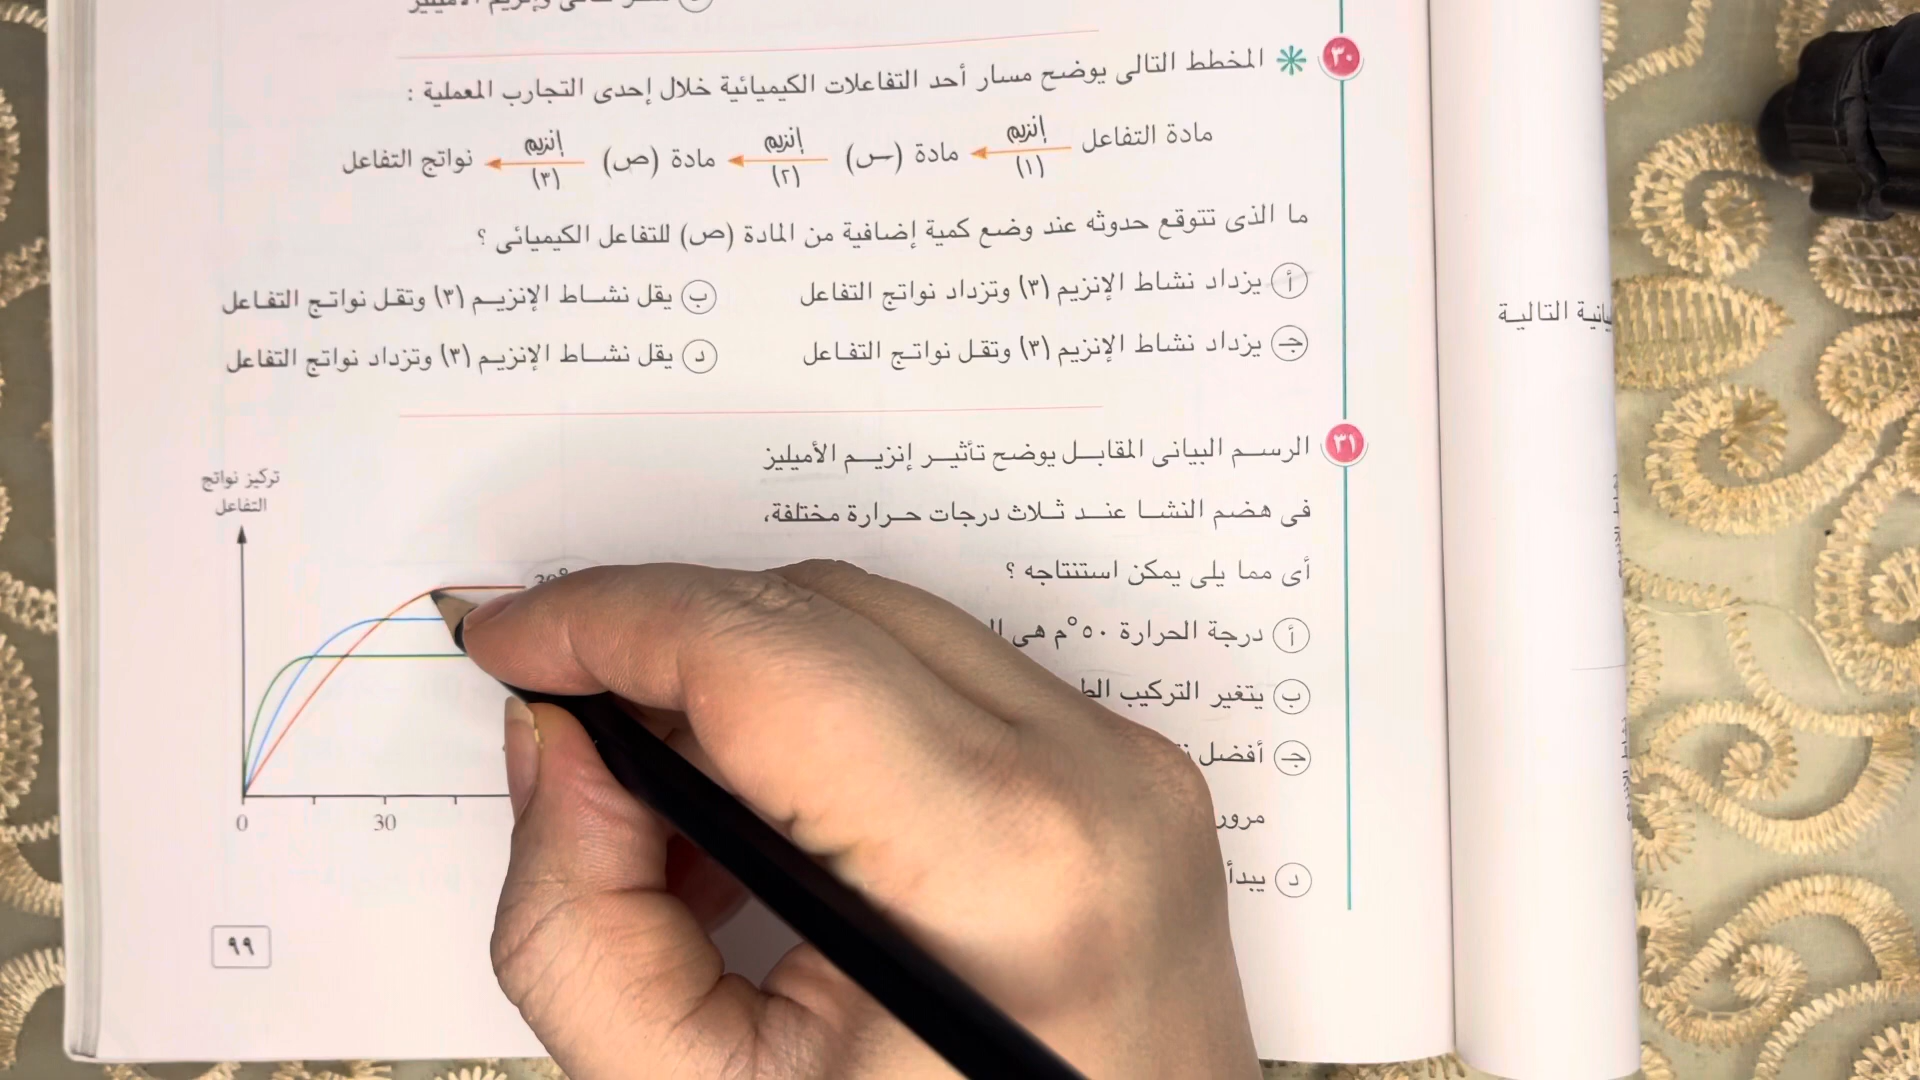 ٣٠ المخطط التالى يوضح مسار أحد التفاعلات الكيميائية خلال إحدى التجارب المعملية :
مادة التفاعل إنزيم (١) مادة (س) إنزيم (٢) مادة (ص) إنزيم (٣) نواتج التفاعل
ما الذى تتوقع حدوثه عند وضع كمية إضافية من المادة (ص) للتفاعل الكيميائى ؟
أ يزداد نشاط الإنزيم (٣) وتزداد نواتج التفاعل
ب يقل نشاط الإنزيم (٣) وتقل نواتج التفاعل
جـ يزداد نشاط الإنزيم (٣) وتقل نواتج التفاعل
د يقل نشاط الإنزيم (٣) وتزداد نواتج التفاعل
٣١ الرسم البيانى المقابل يوضح تأثير إنزيم الأميليز
فى هضم النشا عند ثلاث درجات حرارة مختلفة،
أى مما يلى يمكن استنتاجه ؟
أ درجة الحرارة ٥٠°م هى
ب يتغير التركيب
جـ أفضل
مرور
د يبدأ
تركيز نواتج
التفاعل
0 30
٩٩
التالية